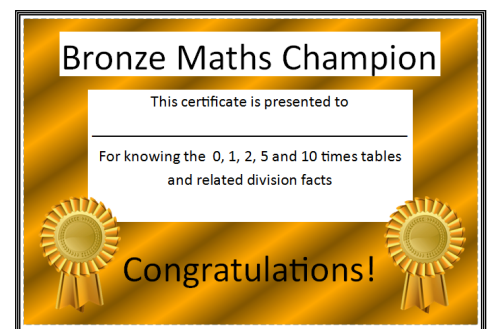 Bronze Maths Champion
This certificate is presented to
For knowing the 0, 1, 2, 5 and 10 times tables
and related division facts
Congratulations!